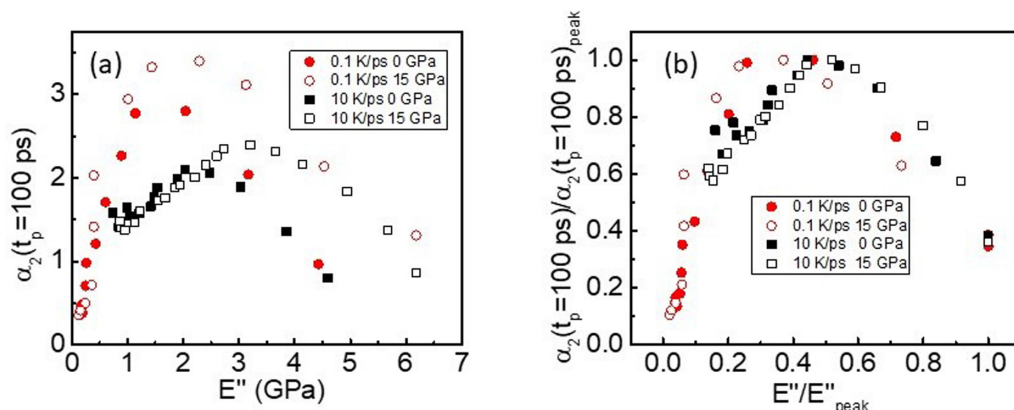 (a)
0.1 K/ps 0 GPa
0.1 K/ps 15 GPa
10 K/ps 0 GPa
10 K/ps 15 GPa
3
2
1
0
α₂(tₚ =100 ps)
0 1 2 3 4 5 6 7
E" (GPa)
(b)
0.1 K/ps 0 GPa
0.1 K/ps 15 GPa
10 K/ps 0 GPa
10 K/ps 15 GPa
1.0
0.8
0.6
0.4
0.2
0.0
α₂(tₚ=100 ps)/α₂(tₚ=100 ps)peak
0.0 0.2 0.4 0.6 0.8 1.0
E"/E"peak